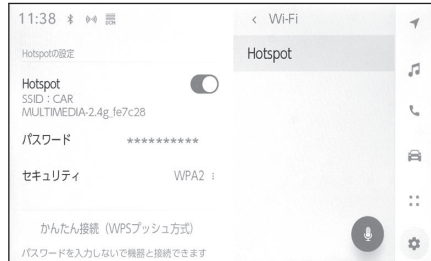 11:38
Hotspotの設定
Hotspot
SSID：CAR
MULTIMEDIA-2.4g_fe7c28
パスワード **********
セキュリティ WPA2
かんたん接続（WPSプッシュ方式）
パスワードを入力しないで機器と接続できます
< Wi-Fi
Hotspot